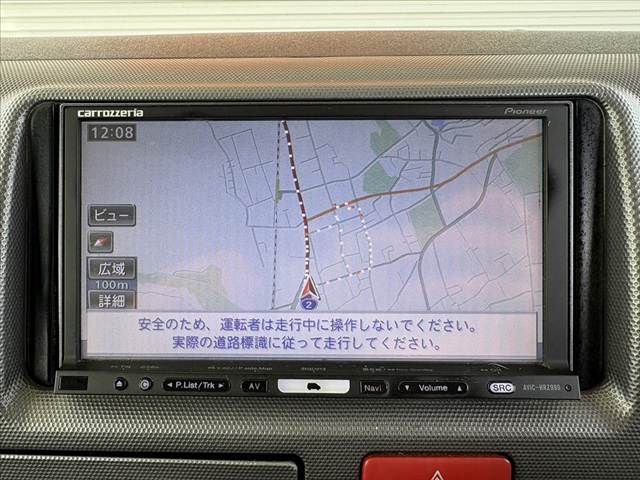 carrozzeria
Pioneer
12:08
ビュー
広域
100m
詳細
2
安全のため、運転者は走行中に操作しないでください。
実際の道路標識に従って走行してください。
P.List/Trk
AV
Navi
Volume
SRC